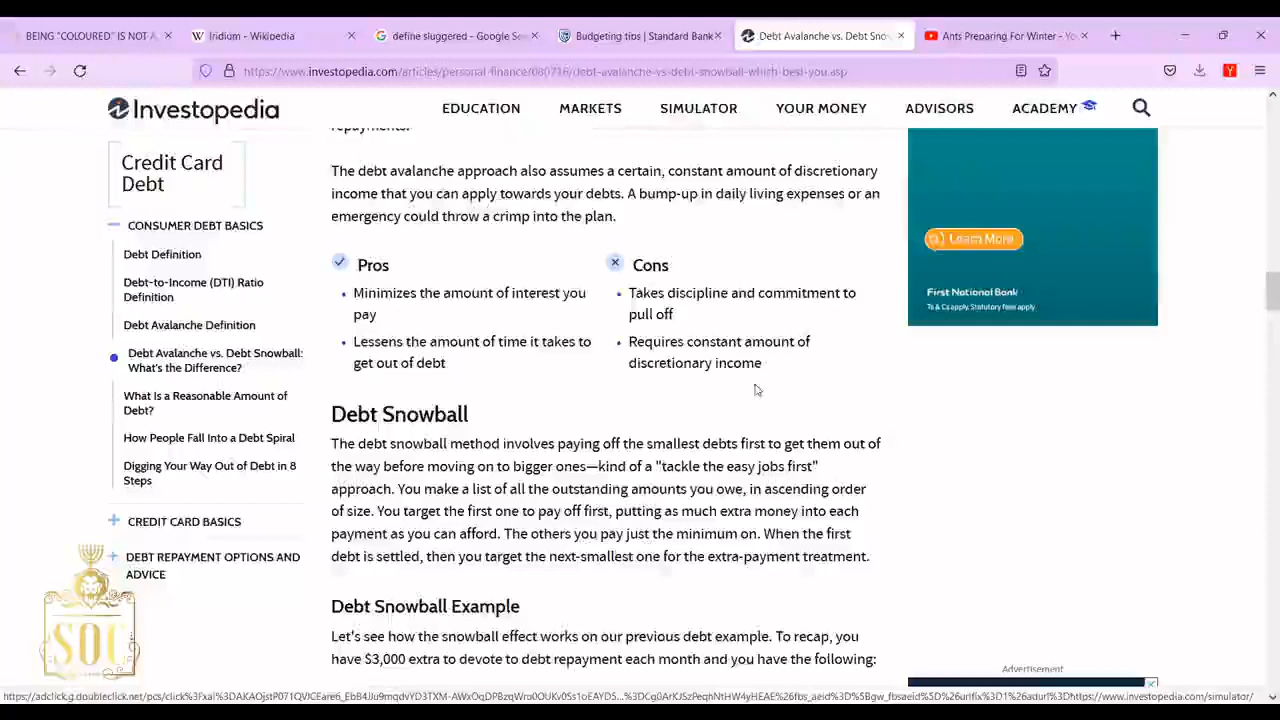 BEING "COLOURED" IS NOT A
Iridium - Wikipedia
define sluggered - Google Se
Budgeting tips | Standard Bank
Debt Avalanche vs. Debt Sno
Ants Preparing For Winter - Yo
https://www.investopedia.com/articles/personal-finance/080716/debt-avalanche-vs-debt-snowball-which-best-you.asp
Investopedia
EDUCATION
MARKETS
SIMULATOR
YOUR MONEY
ADVISORS
ACADEMY
repayments.
Credit Card
Debt
CONSUMER DEBT BASICS
Debt Definition
Debt-to-Income (DTI) Ratio
Definition
Debt Avalanche Definition
Debt Avalanche vs. Debt Snowball:
What's the Difference?
What Is a Reasonable Amount of
Debt?
How People Fall Into a Debt Spiral
Digging Your Way Out of Debt in 8
Steps
CREDIT CARD BASICS
DEBT REPAYMENT OPTIONS AND
ADVICE
SOC
The debt avalanche approach also assumes a certain, constant amount of discretionary
income that you can apply towards your debts. A bump-up in daily living expenses or an
emergency could throw a crimp into the plan.
Pros
Minimizes the amount of interest you
pay
Lessens the amount of time it takes to
get out of debt
Cons
Takes discipline and commitment to
pull off
Requires constant amount of
discretionary income
Debt Snowball
The debt snowball method involves paying off the smallest debts first to get them out of
the way before moving on to bigger ones—kind of a "tackle the easy jobs first"
approach. You make a list of all the outstanding amounts you owe, in ascending order
of size. You target the first one to pay off first, putting as much extra money into each
payment as you can afford. The others you pay just the minimum on. When the first
debt is settled, then you target the next-smallest one for the extra-payment treatment.
Debt Snowball Example
Let's see how the snowball effect works on our previous debt example. To recap, you
have $3,000 extra to devote to debt repayment each month and you have the following:
Learn More
First National Bank
Ts & Cs apply. Statutory fees apply
Advertisement